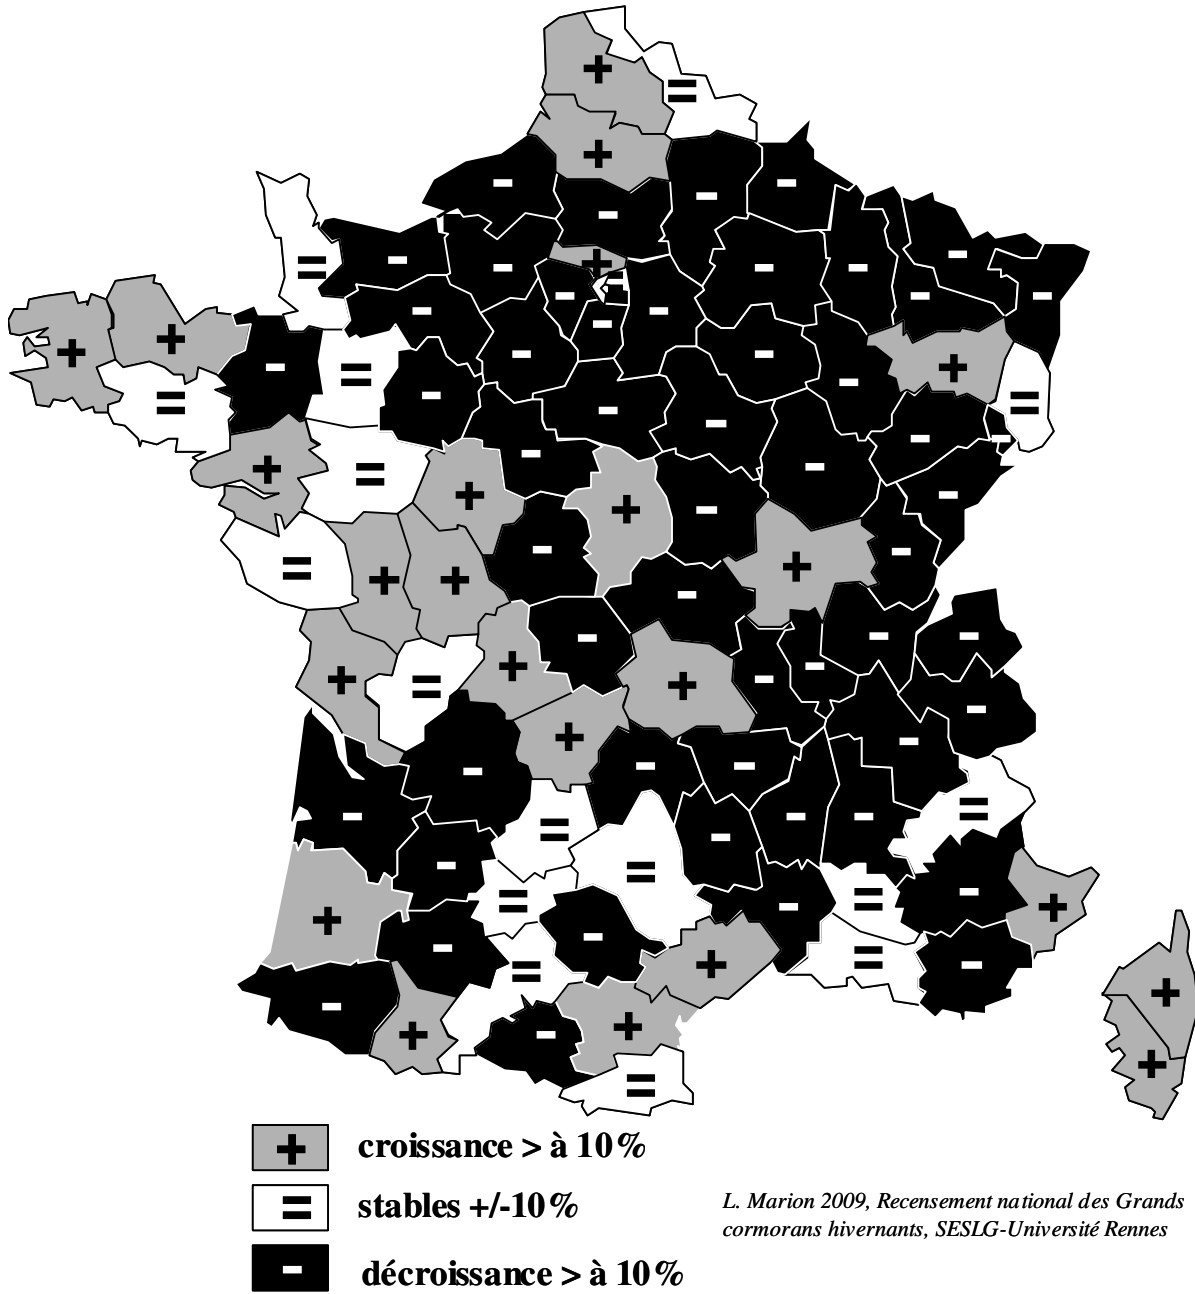 croissance > à 10%
stables +/-10%
décroissance > à 10%
L. Marion 2009, Recensement national des Grands
cormorans hivernants, SESLG-Université Rennes